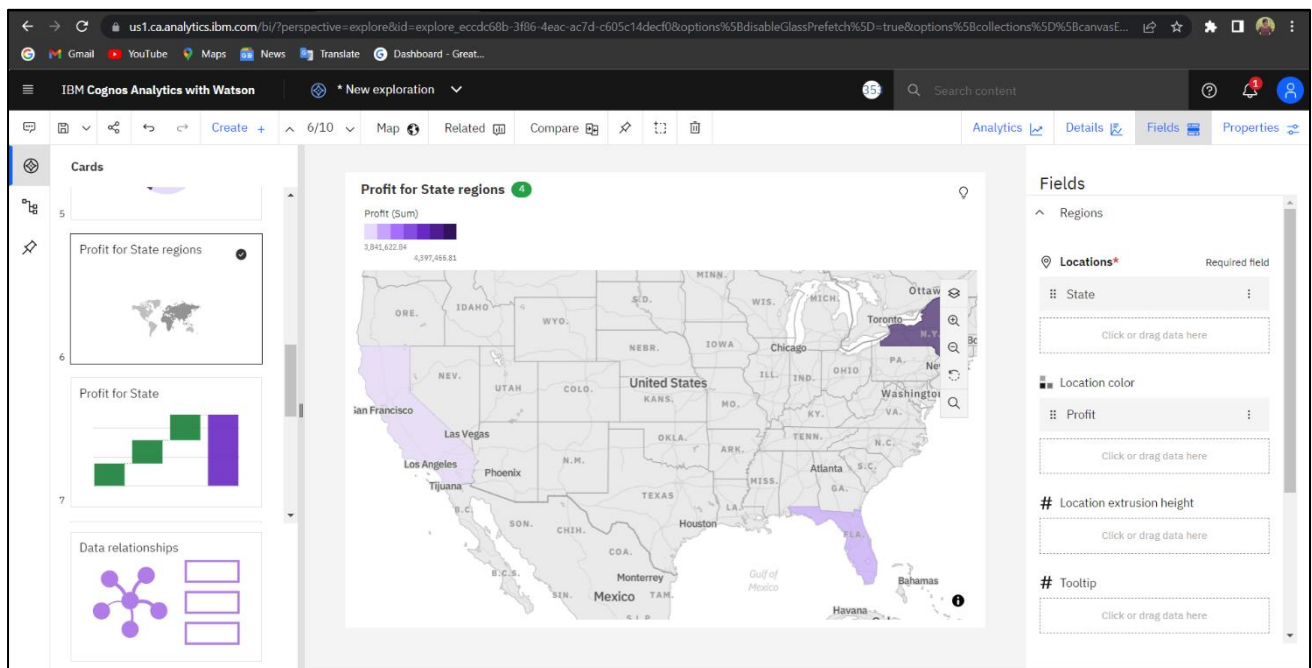 us1.ca.analytics.ibm.com/bi/?perspective=explore&id=explore_eccdc68b-3f86-4eac-ac7d-c605c14decf0&options%5BdisableGlassPrefetch%5D=true&options%5Bcollections%5D%5BcanvasE...
Gmail YouTube Maps News Translate Dashboard - Great...
IBM Cognos Analytics with Watson * New exploration 353 Search content 1
Create + 6/10 Map Related Compare Analytics Details Fields Properties
Cards
5
Profit for State regions
6
Profit for State
7
Data relationships
Profit for State regions 4
Profit (Sum)
3,841,622.84
4,397,466.81
MINN.
ORE. IDAHO S.D. WIS. MICH. Ottaw
WYO. Toronto
NEBR. IOWA Chicago N.Y.
NEV. UTAH COLO. United States ILL. IND. OHIO PA. Ne
KANS. MO. Washington
San Francisco KY. VA.
Las Vegas OKLA. TENN. N.C.
Los Angeles Phoenix N.M. ARK. Atlanta S.C.
Tijuana MISS. GA.
TEXAS LA.
B.C. SON. CHIH. Houston FLA.
COA.
B.C.S. Monterrey Gulf of Mexico Bahamas
SIN. Mexico TAM.
Havana
Fields
Regions
Locations* Required field
State
Click or drag data here
Location color
Profit
Click or drag data here
# Location extrusion height
Click or drag data here
# Tooltip
Click or drag data here